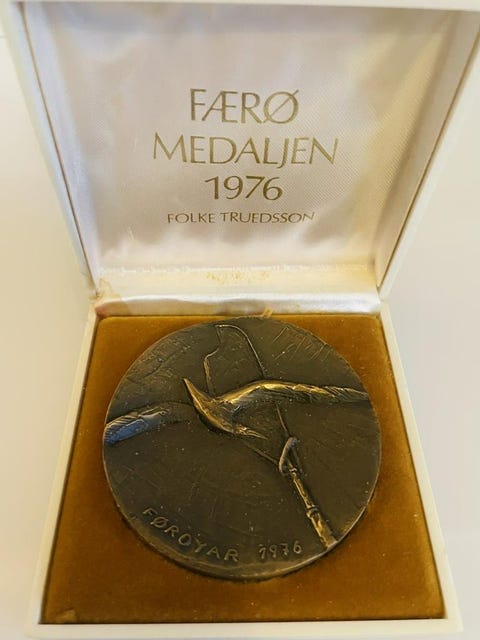 FÆRØ
MEDALJEN
1976
FOLKE TRUEDSSON
FØROYAR 1976